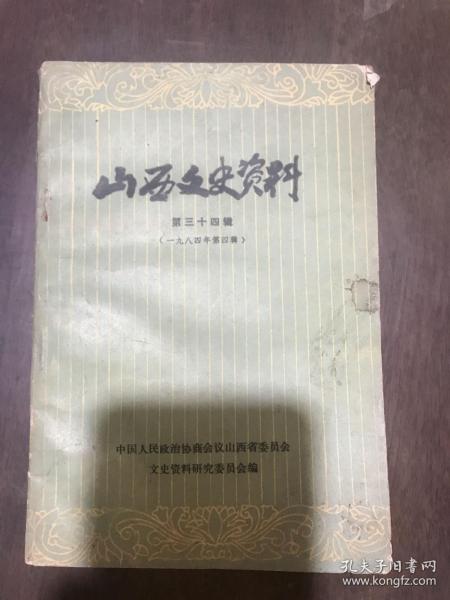 山西文史资料
第三十四辑
（一九八四年第四辑）
中国人民政治协商会议山西省委员会
文史资料研究委员会编
孔夫子旧书网
www.kongfz.com